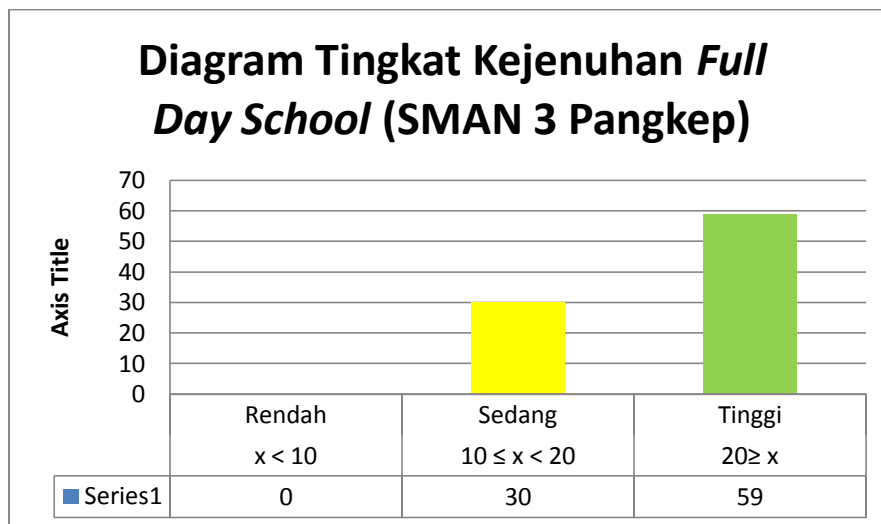 Diagram Tingkat Kejenuhan Full
Day School (SMAN 3 Pangkep)
70
60
50
40
30
20
10
0
Axis Title
Rendah Sedang Tinggi
x < 10 10 ≤ x < 20 20≥ x
Series1 0 30 59